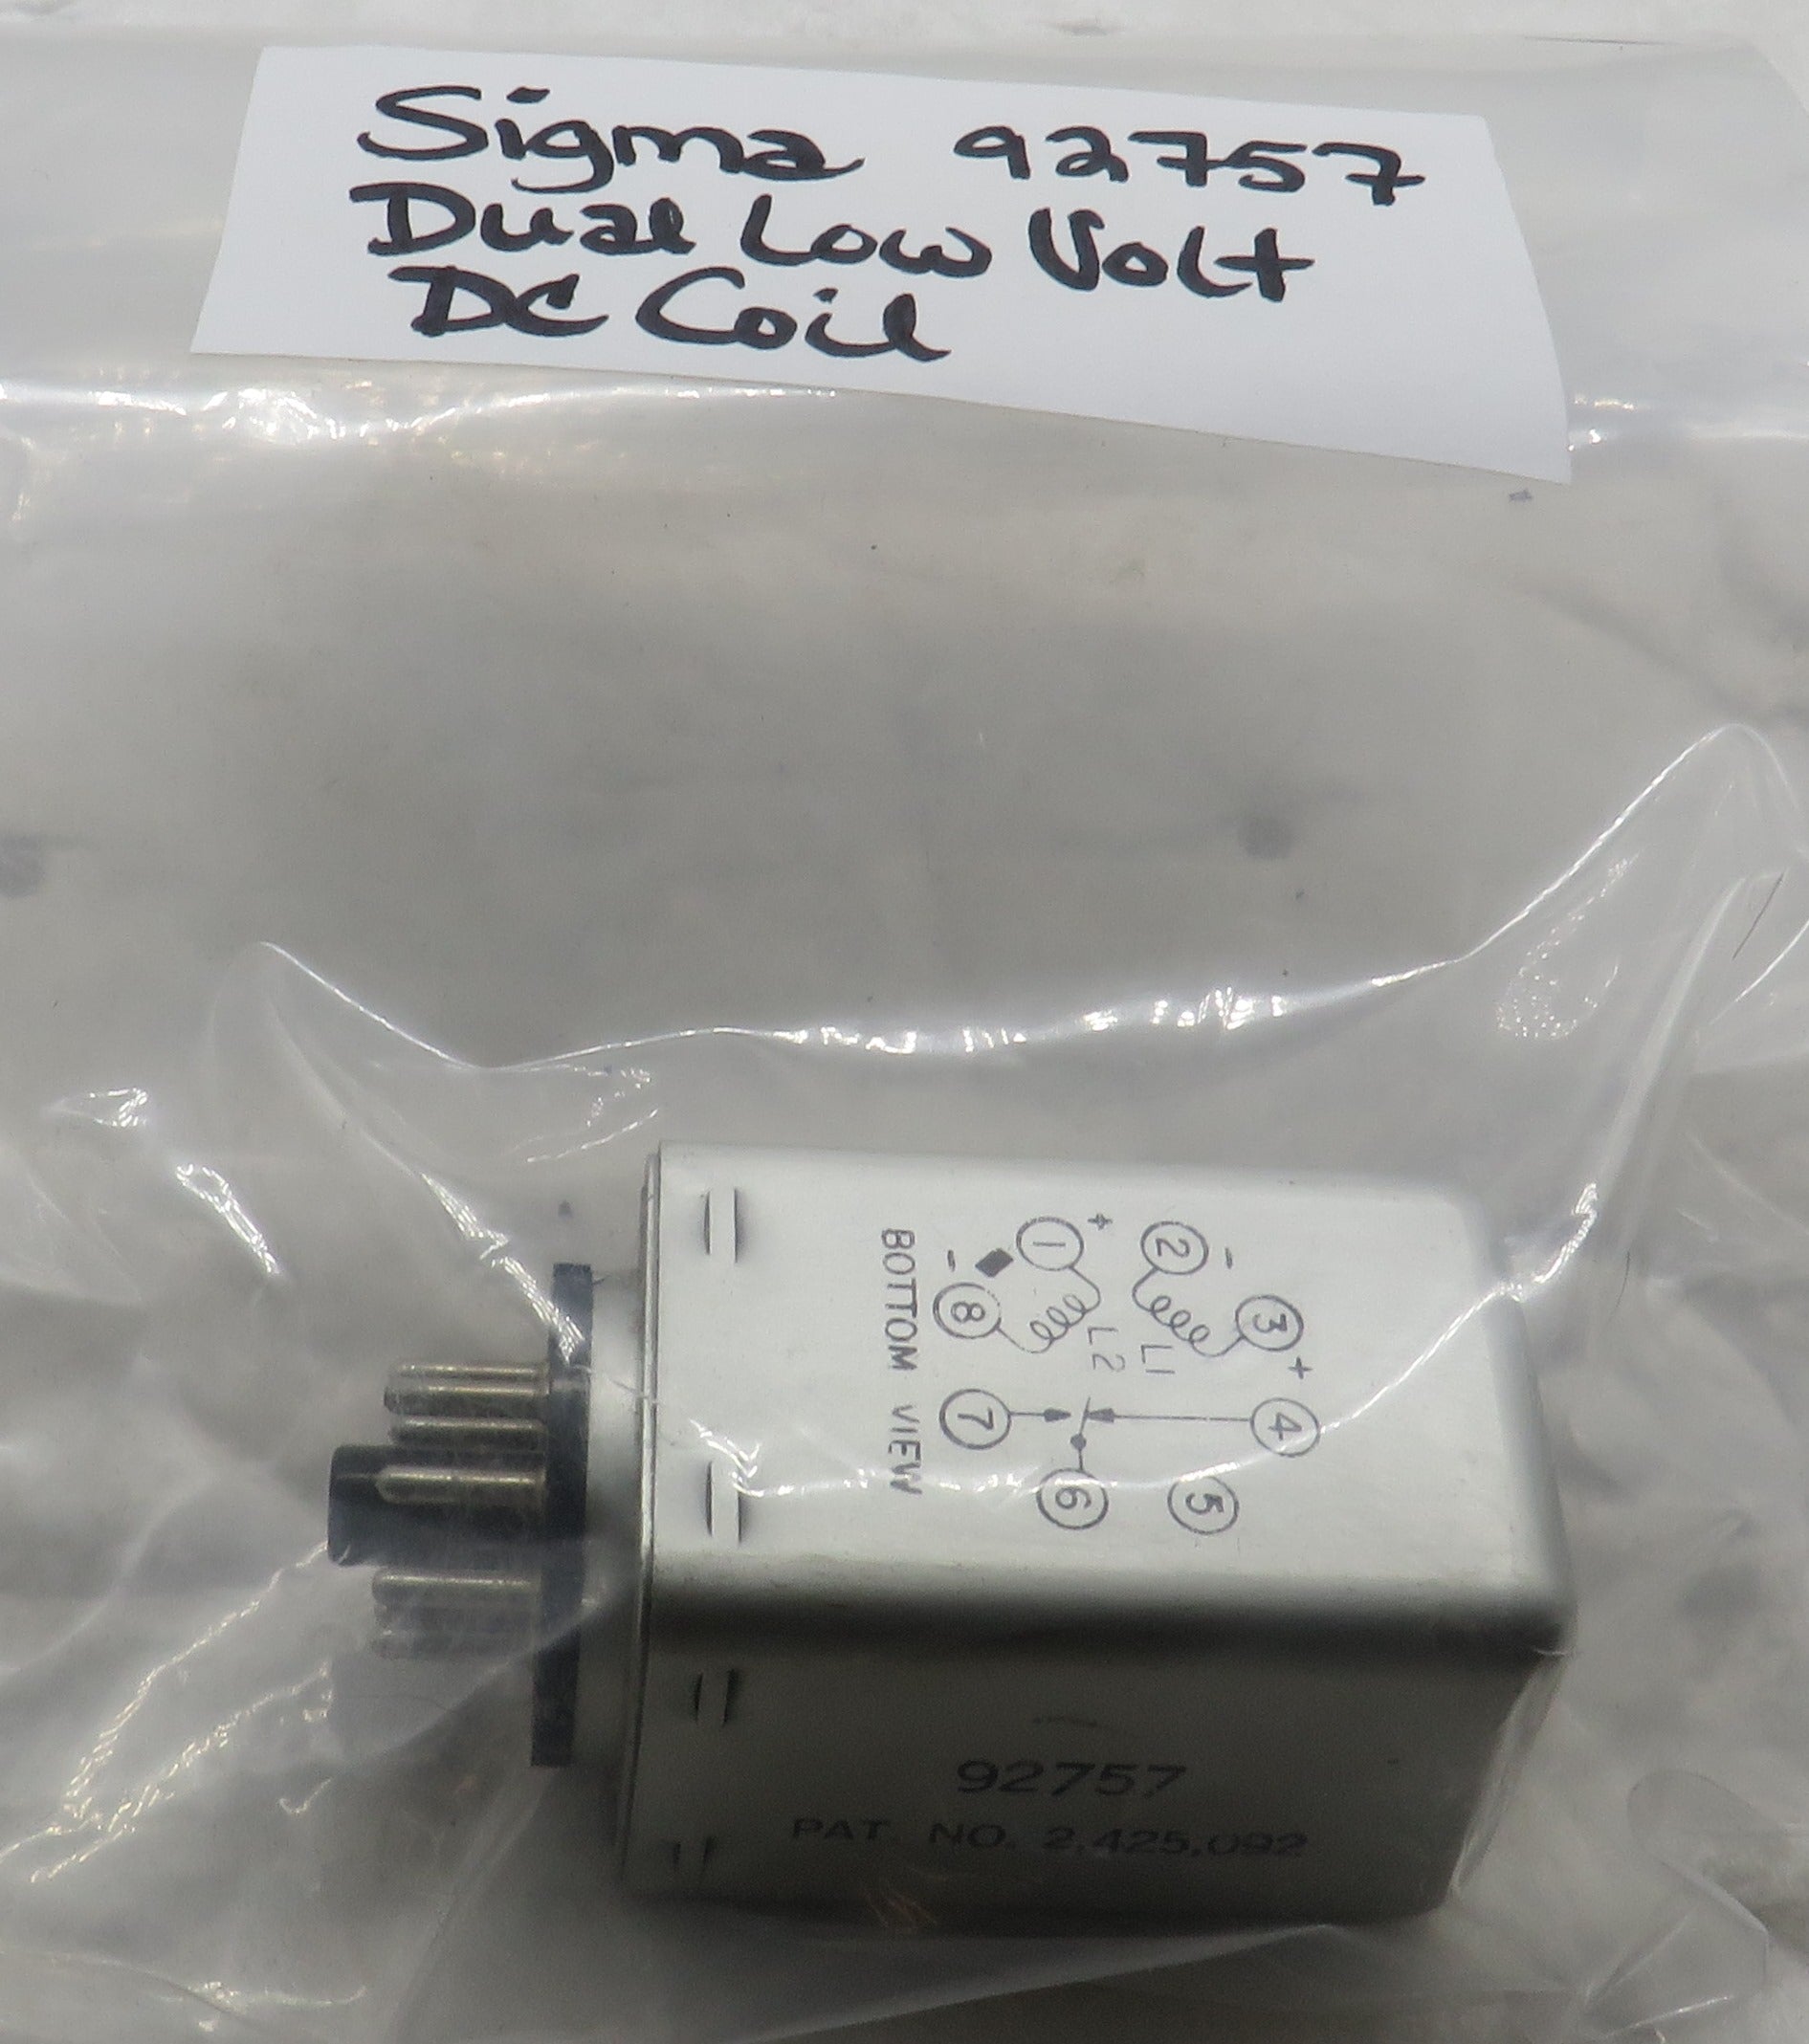 Sigma 92757
Dual Low Volt
DC Coil
+ -
1 2
- 8 3 +
L2 L1
7 4
6 5
BOTTOM VIEW
92757
PAT. NO. 2,425,092